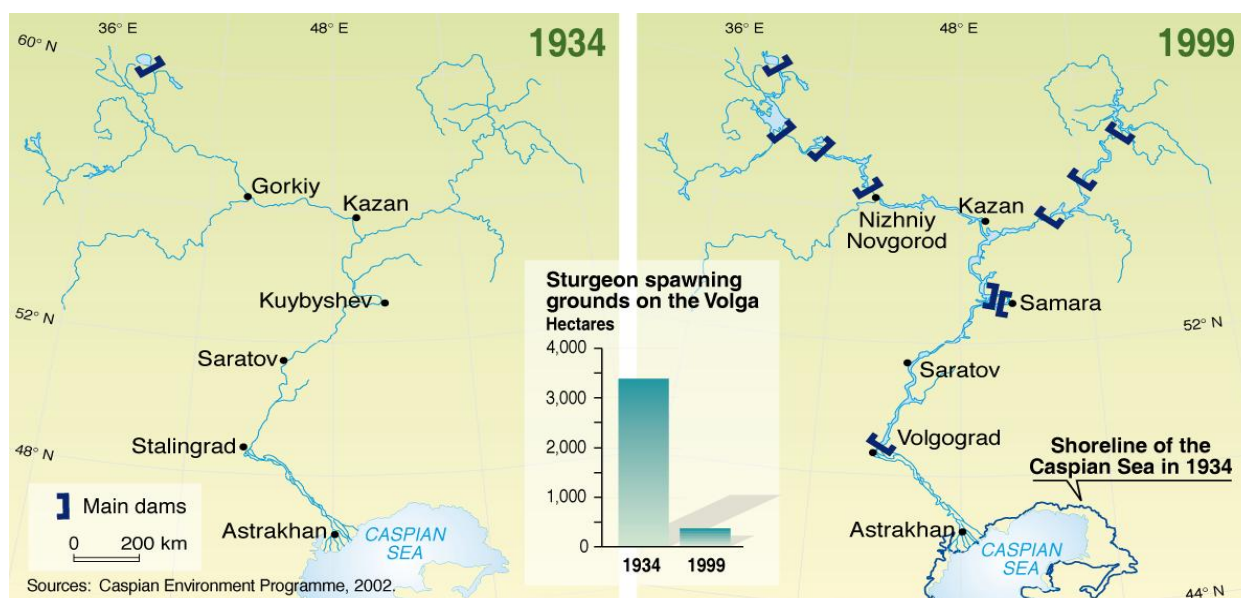 36° E
48° E
60° N
1934
Gorkiy
Kazan
Kuybyshev
52° N
Saratov
Stalingrad
48° N
Main dams
0 200 km
Astrakhan
CASPIAN
SEA
Sources: Caspian Environment Programme, 2002.
Sturgeon spawning
grounds on the Volga
Hectares
4,000
3,000
2,000
1,000
0
1934 1999
36° E
48° E
60° N
1999
Kazan
Nizhniy
Novgorod
Samara
52° N
Saratov
Volgograd
Shoreline of the
Caspian Sea in 1934
Astrakhan
CASPIAN
SEA
44° N